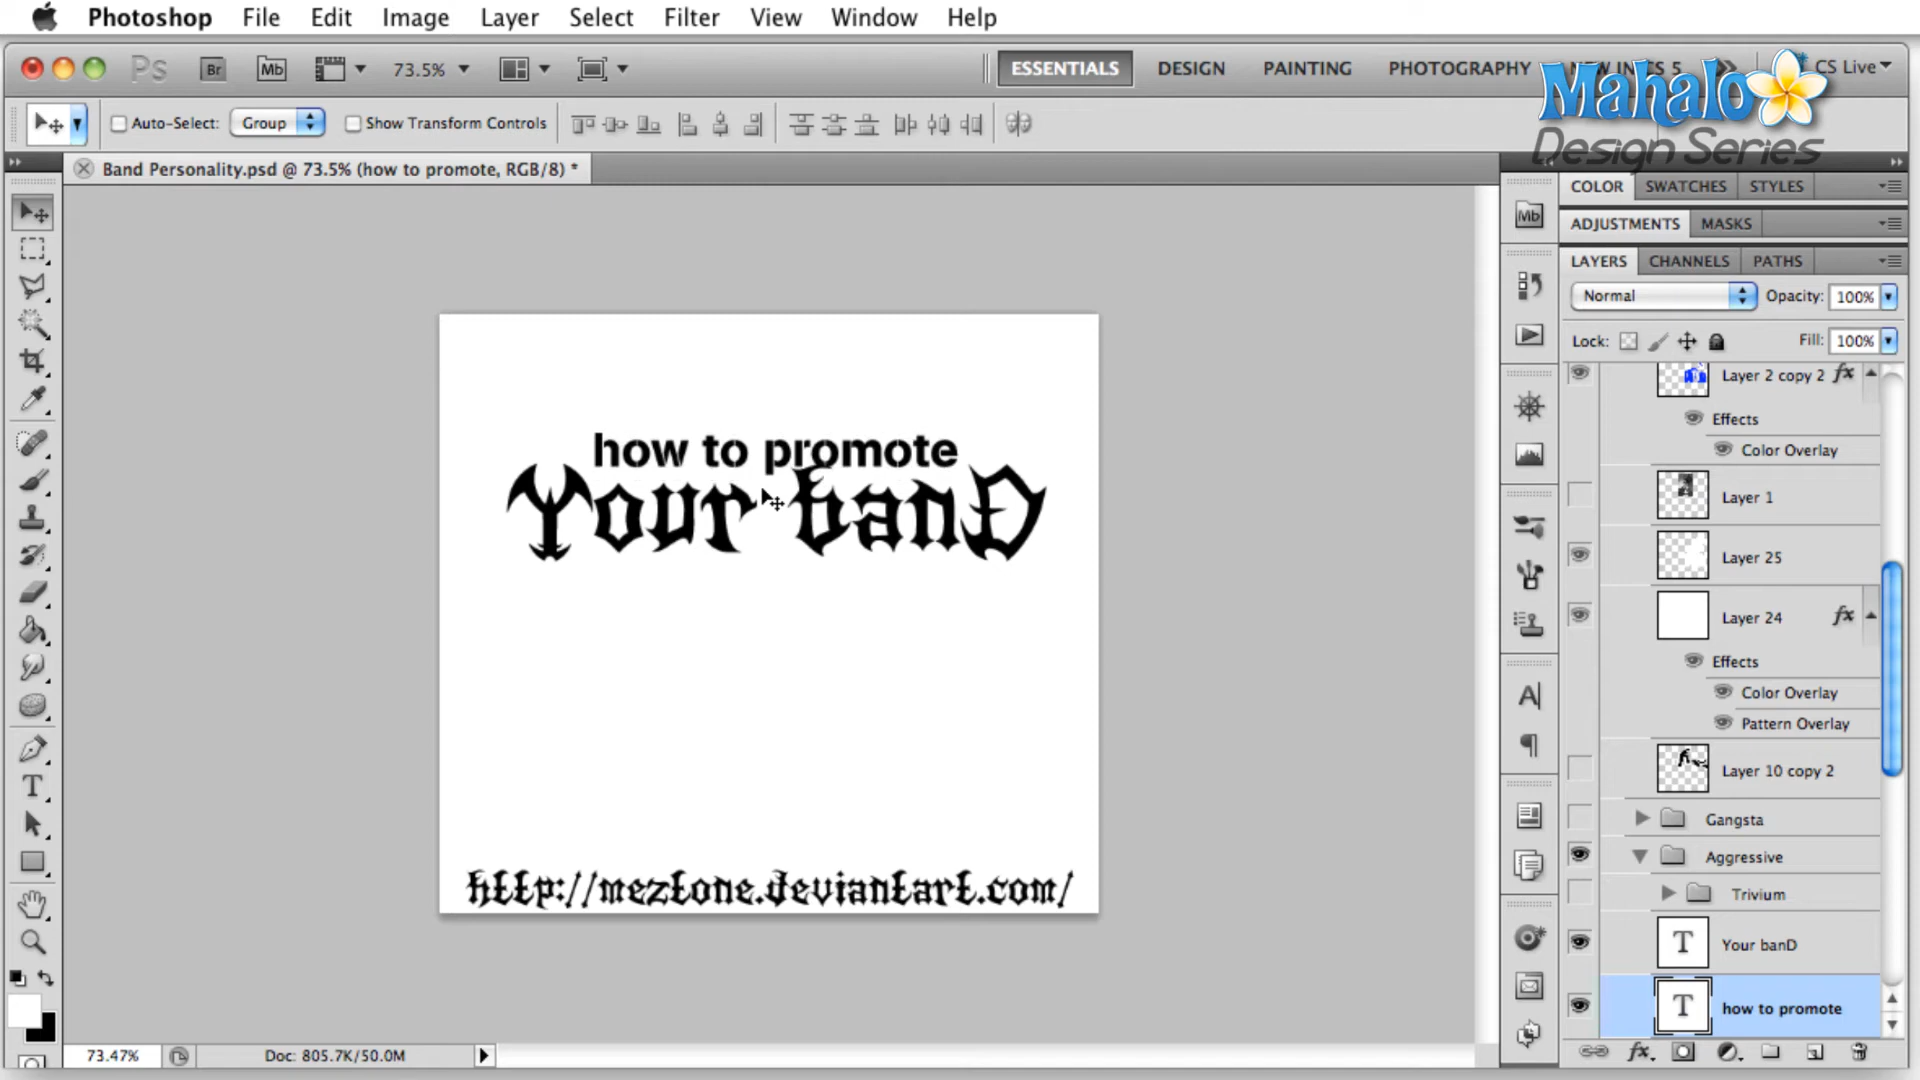 Photoshop File Edit Image Layer Select Filter View Window Help
Ps Br Mb 73.5% ESSENTIALS DESIGN PAINTING PHOTOGRAPHY CS Live
Mahalo
Design Series
Auto-Select: Group Show Transform Controls
Band Personality.psd @ 73.5% (how to promote, RGB/8) *
COLOR SWATCHES STYLES
Mb
ADJUSTMENTS MASKS
LAYERS CHANNELS PATHS
Normal Opacity: 100%
Lock: Fill: 100%
Layer 2 copy 2 fx
Effects
Color Overlay
Layer 1
Layer 25
Layer 24 fx
Effects
Color Overlay
Pattern Overlay
Layer 10 copy 2
Gangsta
Aggressive
Trivium
T Your banD
T how to promote
how to promote
Your banD
http://meztone.deviantart.com/
73.47% Doc: 805.7K/50.0M